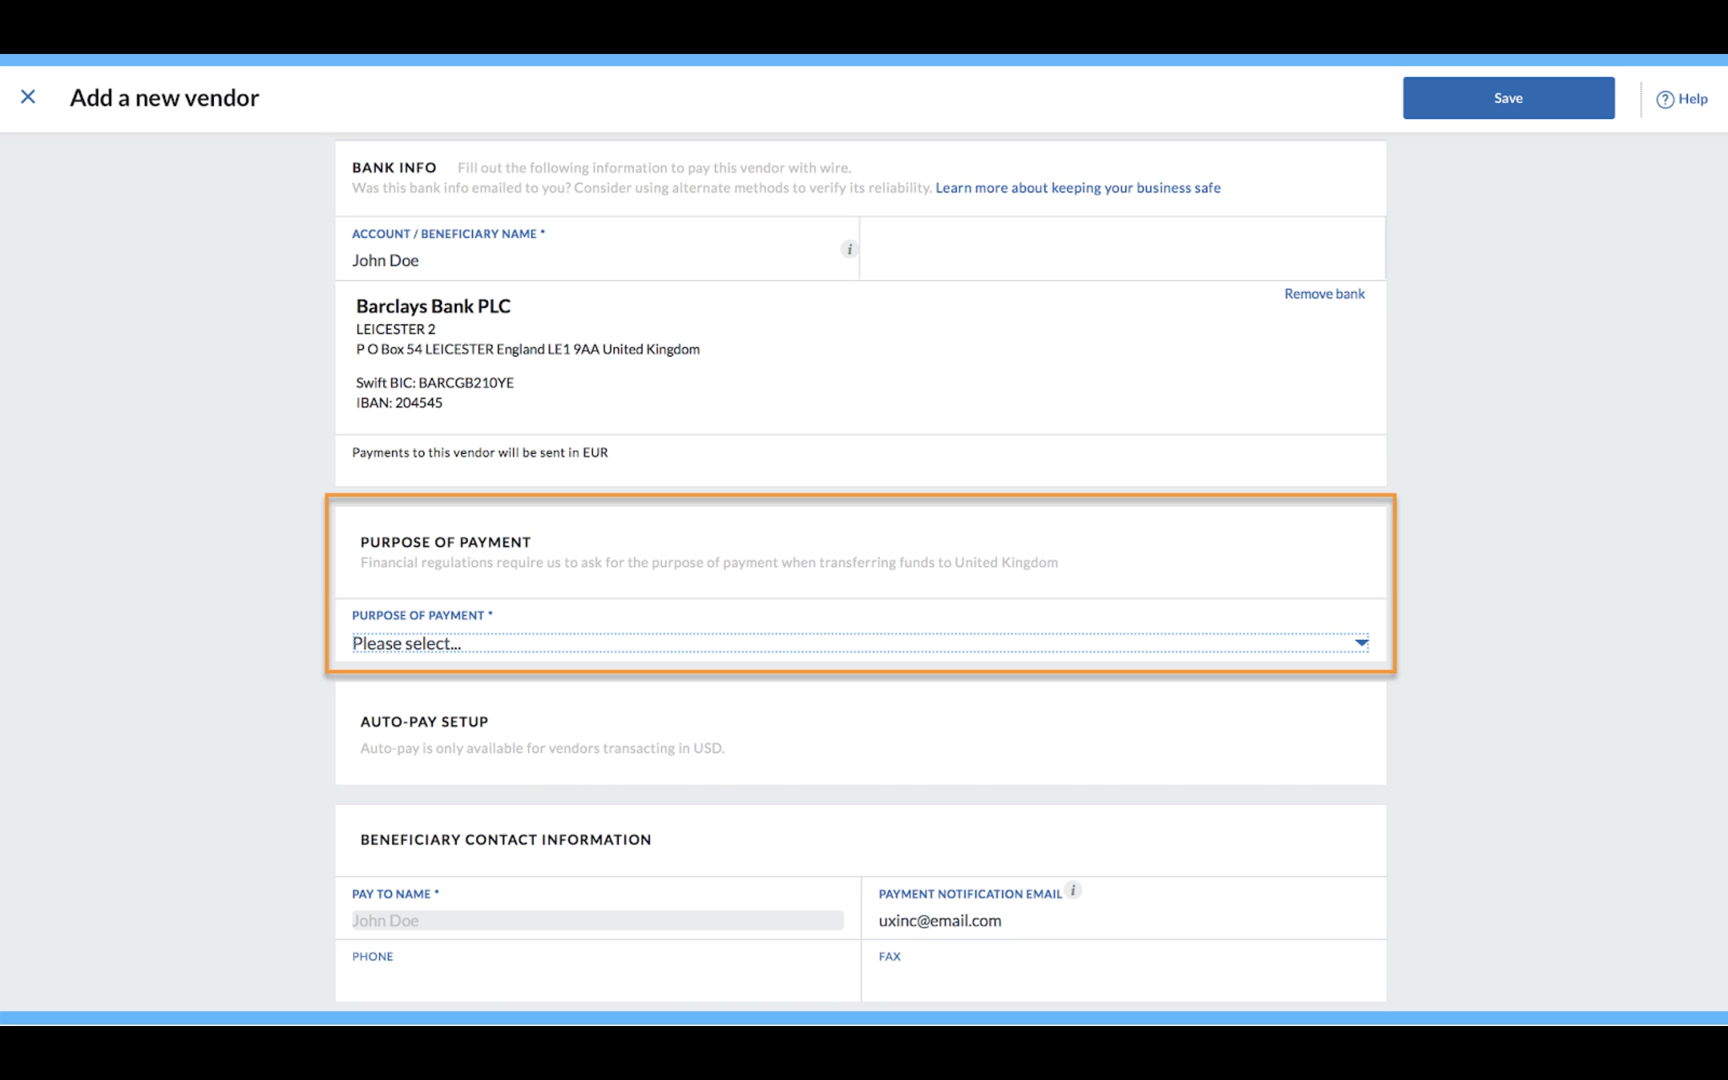 Add a new vendor
Save
Help
BANK INFO Fill out the following information to pay this vendor with wire.
Was this bank info emailed to you? Consider using alternate methods to verify its reliability. Learn more about keeping your business safe
ACCOUNT / BENEFICIARY NAME *
John Doe
Barclays Bank PLC
Remove bank
LEICESTER 2
P O Box 54 LEICESTER England LE1 9AA United Kingdom
Swift BIC: BARCGB210YE
IBAN: 204545
Payments to this vendor will be sent in EUR
PURPOSE OF PAYMENT
Financial regulations require us to ask for the purpose of payment when transferring funds to United Kingdom
PURPOSE OF PAYMENT *
Please select...
AUTO-PAY SETUP
Auto-pay is only available for vendors transacting in USD.
BENEFICIARY CONTACT INFORMATION
PAY TO NAME *
John Doe
PAYMENT NOTIFICATION EMAIL
uxinc@email.com
PHONE
FAX